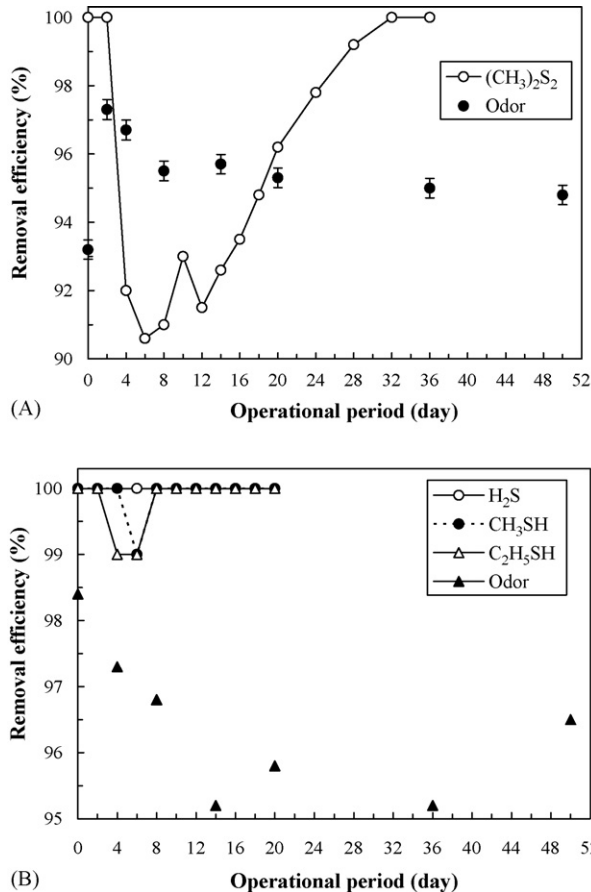 100
98
96
94
92
90
Removal efficiency (%)
(CH₃)₂S₂
Odor
0 4 8 12 16 20 24 28 32 36 40 44 48 52
(A)
Operational period (day)
100
99
98
97
96
95
Removal efficiency (%)
H₂S
CH₃SH
C₂H₅SH
Odor
0 4 8 12 16 20 24 28 32 36 40 44 48 52
(B)
Operational period (day)